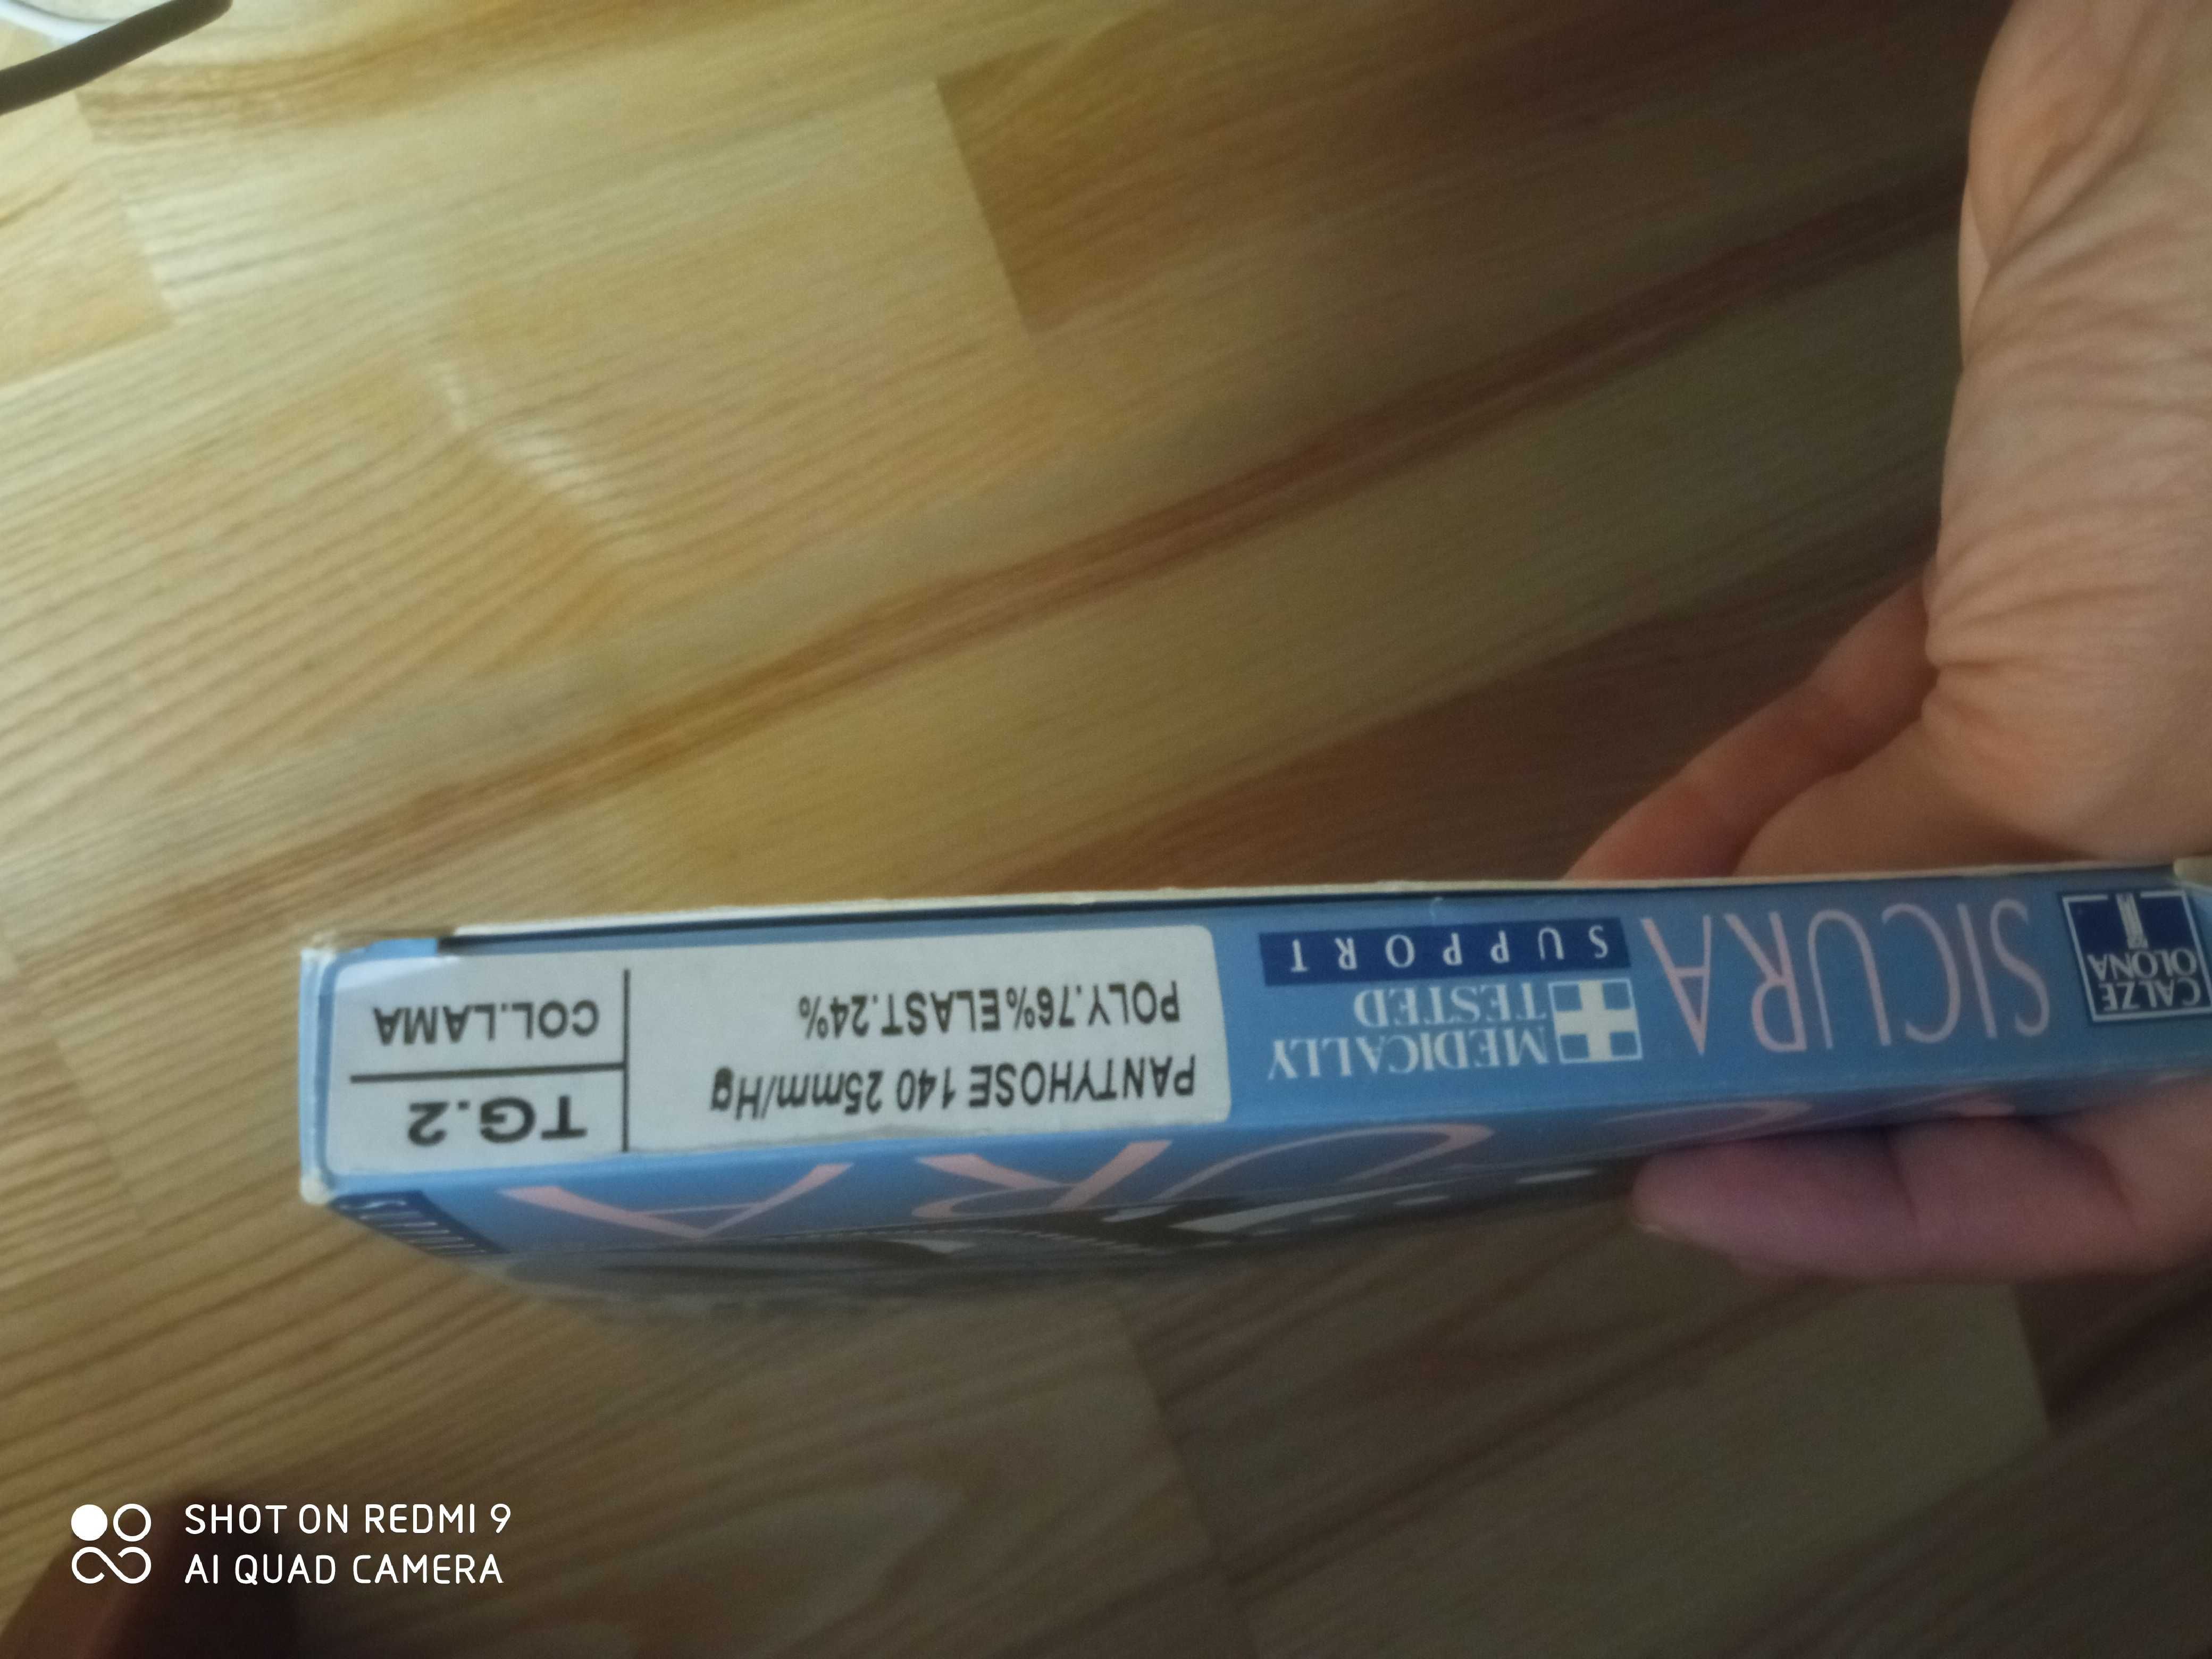 CALZE
OLONA
SICURA
MEDICALLY
TESTED
SUPPORT
PANTYHOSE 140 25mm/Hg
POLY.76%ELAST.24%
TG.2
COL.LAMA
URA
SHOT ON REDMI 9
AI QUAD CAMERA